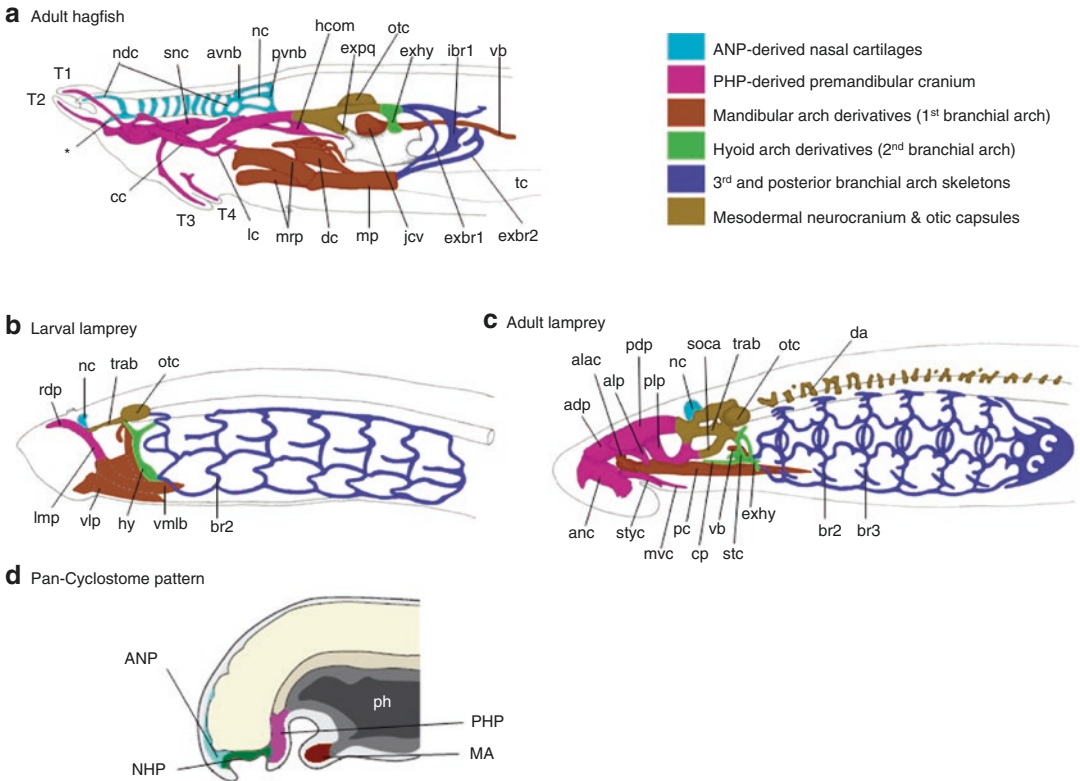 a Adult hagfish
ndc snc avnb nc pvnb hcom expq otc exhy ibr1 vb
T1
T2
*
cc T3 T4 lc mrp dc mp jcv exbr1 exbr2 tc
ANP-derived nasal cartilages
PHP-derived premandibular cranium
Mandibular arch derivatives (1st branchial arch)
Hyoid arch derivatives (2nd branchial arch)
3rd and posterior branchial arch skeletons
Mesodermal neurocranium & otic capsules
b Larval lamprey
rdp nc trab otc
lmp vlp hy vmlb br2
c Adult lamprey
adp alac alp pdp plp nc soca trab otc da
anc styc mvc pc cp vb stc exhy br2 br3
d Pan-Cyclostome pattern
ANP
ph
PHP
NHP
MA